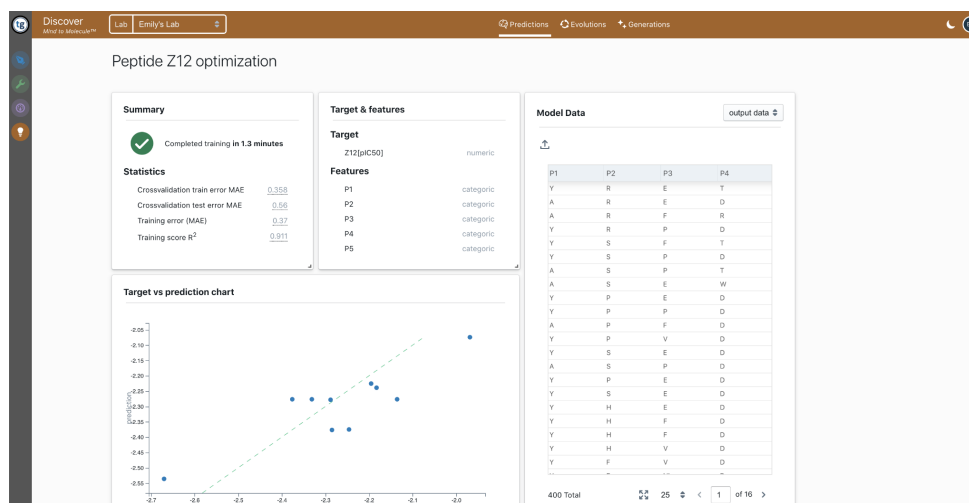 tg Discover Lab Emily's Lab Predictions Evolutions Generations
Mind to Molecule™
Peptide Z12 optimization
Summary
Completed training in 1.3 minutes
Statistics
Crossvalidation train error MAE 0.358
Crossvalidation test error MAE 0.56
Training error (MAE) 0.37
Training score R² 0.911
Target & features
Target
Z12[pIC50] numeric
Features
P1 categoric
P2 categoric
P3 categoric
P4 categoric
P5 categoric
Target vs prediction chart
prediction
-2.05
-2.10
-2.15
-2.20
-2.25
-2.30
-2.35
-2.40
-2.45
-2.50
-2.55
-2.7 -2.6 -2.5 -2.4 -2.3 -2.2 -2.1 -2.0
Model Data output data
P1 P2 P3 P4
Y R E T
A R E D
A R F R
Y R P D
Y S F T
Y S P D
A S P T
A S E W
Y P E D
Y P P D
A P F D
Y P V D
Y S E D
A S P D
Y P E D
Y S E D
Y H E D
Y H F D
Y H V D
Y F V D
400 Total 25 1 of 16